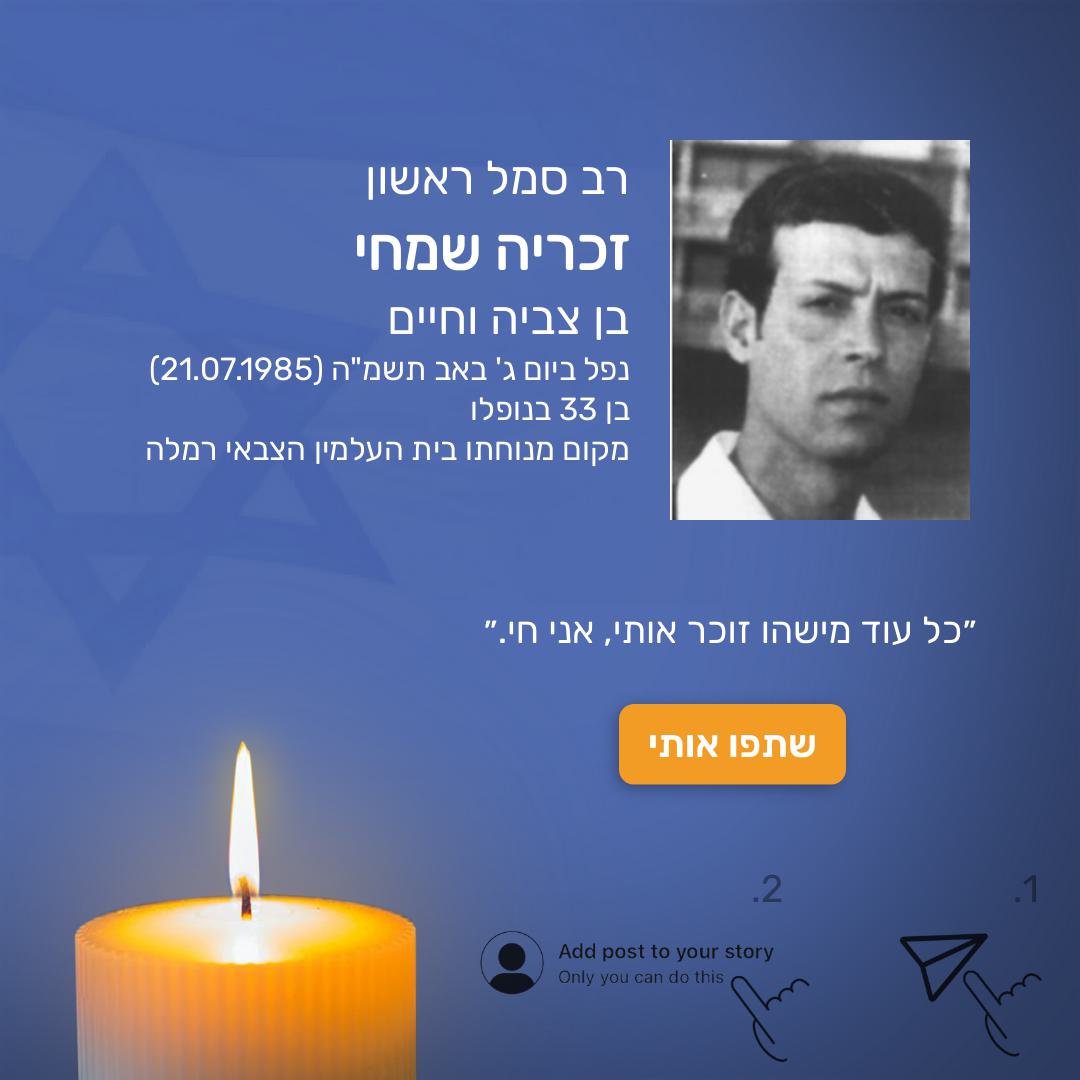 רב סמל ראשון
זכריה שמחי
בן צביה וחיים
נפל ביום ג' באב תשמ"ה (21.07.1985)
בן 33 בנופלו
מקום מנוחתו בית העלמין הצבאי רמלה
״כל עוד מישהו זוכר אותי, אני חי.״
שתפו אותי
1.
2.
Add post to your story
Only you can do this